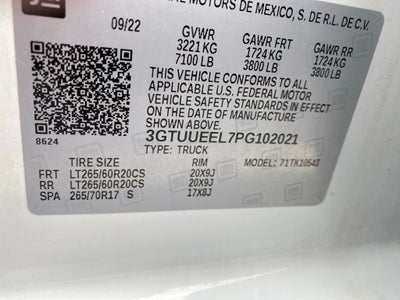 MOTORS DE MEXICO, S. DE R.L. DE C.V.
09/22 GVWR GAWR FRT GAWR RR
3221 KG 1724 KG 1724 KG
7100 LB 3800 LB 3800 LB
THIS VEHICLE CONFORMS TO ALL APPLICABLE
U.S. FEDERAL MOTOR VEHICLE SAFETY STANDARDS IN EFFECT
ON THE DATE OF MANUFACTURE SHOWN ABOVE.
8624 3GTUUEEL7PG102021
TYPE: TRUCK
TIRE SIZE RIM MODEL: 71TK10543
FRT LT265/60R20CS 20X9J
RR LT265/60R20CS 20X9J
SPA 265/70R17 S 17X8J